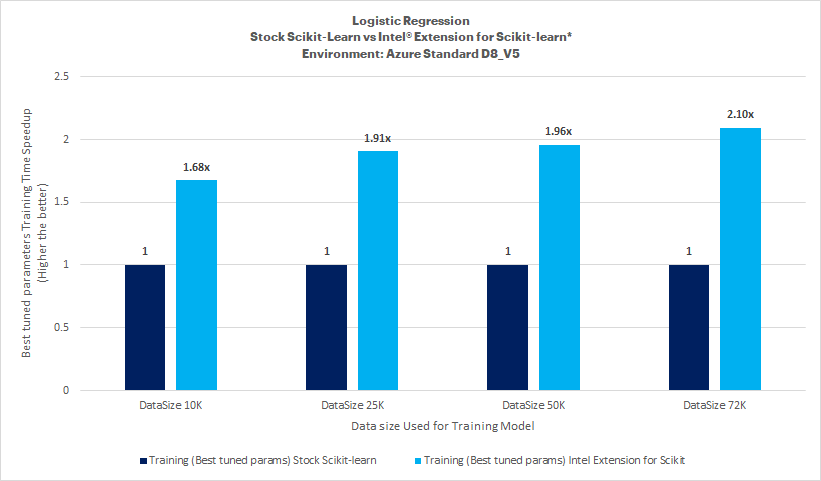 Logistic Regression
Stock Scikit-Learn vs Intel® Extension for Scikit-learn*
Environment: Azure Standard D8_V5
Best tuned parameters Training Time Speedup
(Higher the better)
2.5
2
1.5
1
0.5
0
1
1.68x
1
1.91x
1
1.96x
1
2.10x
DataSize 10K
DataSize 25K
DataSize 50K
DataSize 72K
Data size Used for Training Model
Training (Best tuned params) Stock Scikit-learn
Training (Best tuned params) Intel Extension for Scikit